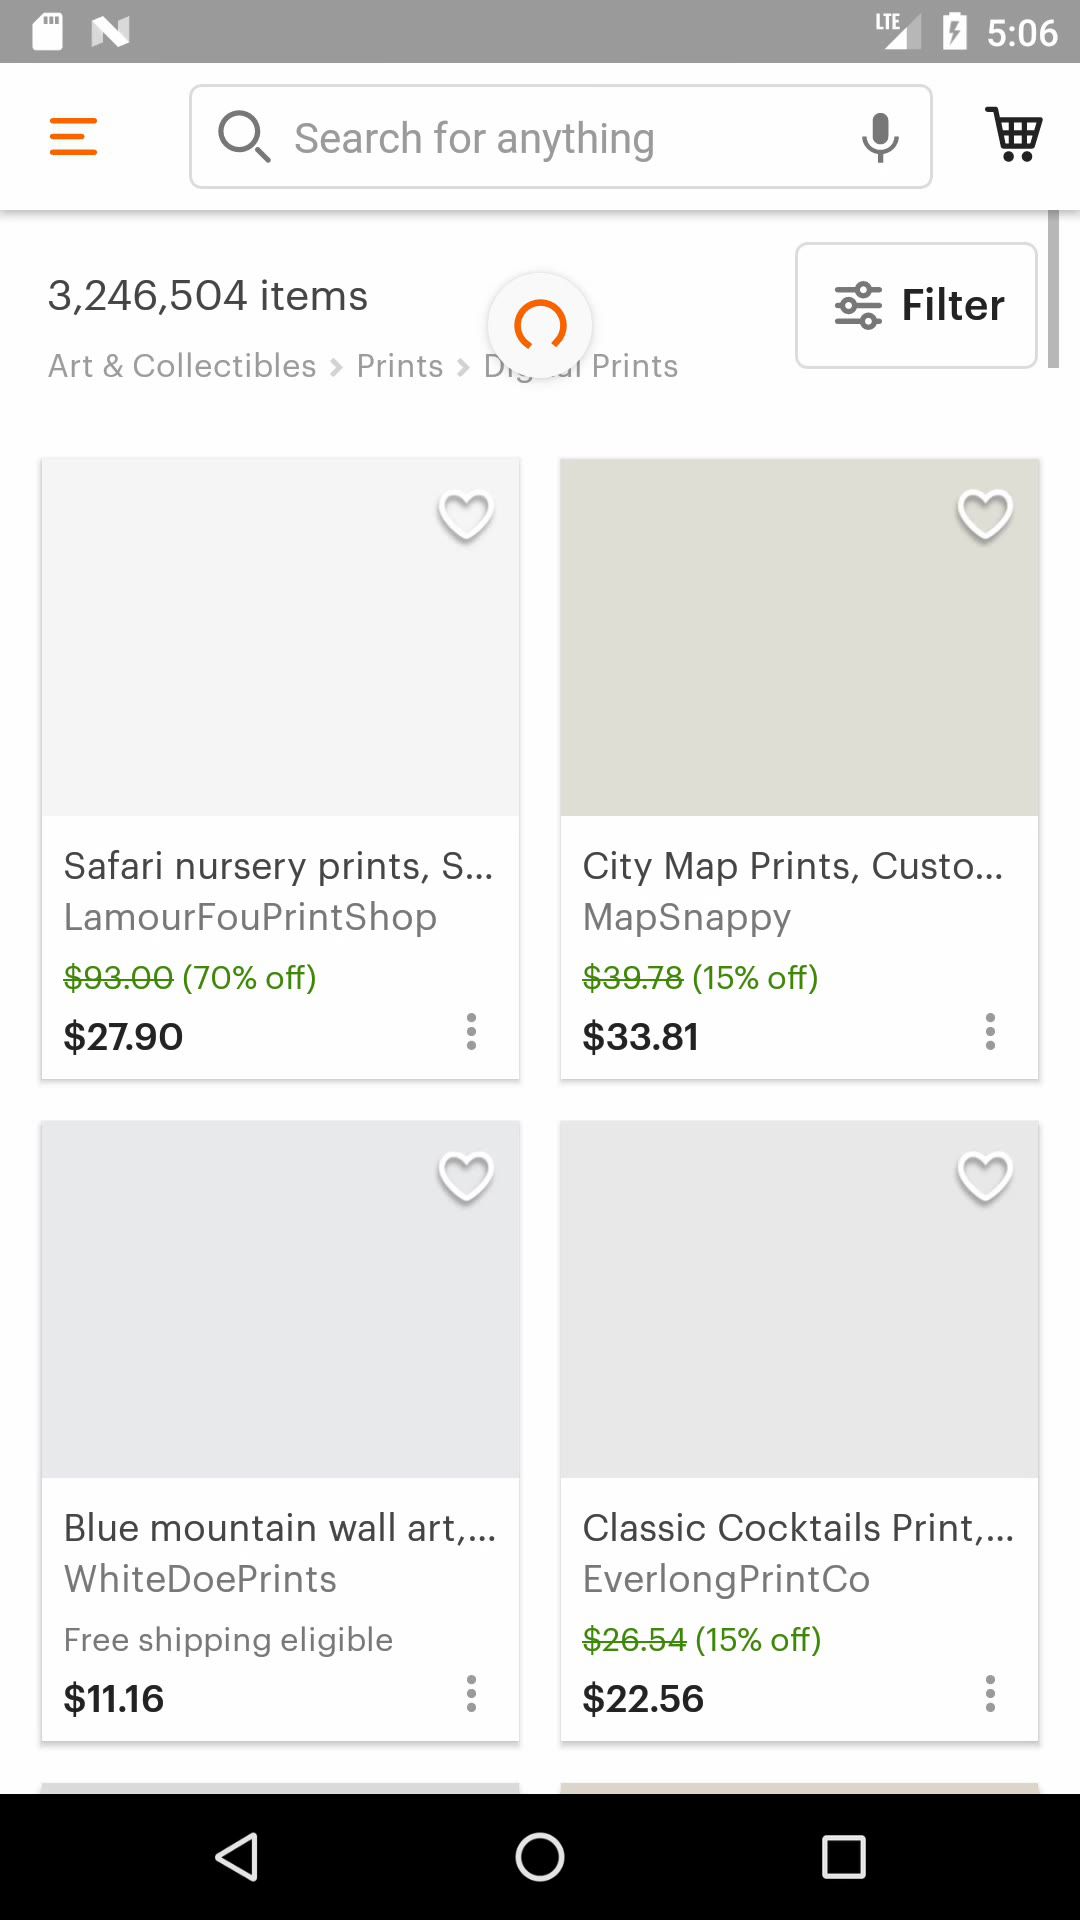 LTE 5:06
Search for anything
3,246,504 items
Filter
Art & Collectibles > Prints > Digital Prints
Safari nursery prints, S...
LamourFouPrintShop
$93.00 (70% off)
$27.90
City Map Prints, Custo...
MapSnappy
$39.78 (15% off)
$33.81
Blue mountain wall art,...
WhiteDoePrints
Free shipping eligible
$11.16
Classic Cocktails Print,...
EverlongPrintCo
$26.54 (15% off)
$22.56